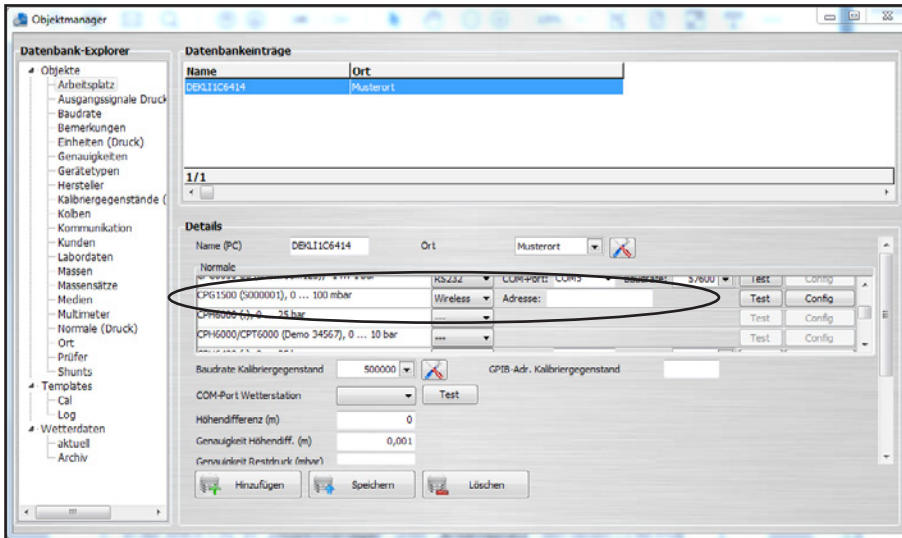 Objektmanager
Datenbank-Explorer
Objekte
Arbeitsplatz
Ausgangssignale Druck
Baudrate
Bemerkungen
Einheiten (Druck)
Genauigkeiten
Gerätetypen
Hersteller
Kalibriergegenstände (
Kolben
Kommunikation
Kunden
Labordaten
Massen
Massensätze
Medien
Multimeter
Normale (Druck)
Ort
Prüfer
Shunts
Templates
Cal
Log
Wetterdaten
aktuell
Archiv
Datenbankeinträge
Name Ort
DEKLI1C6414 Musterort
1/1
Details
Name (PC) DEKLI1C6414 Ort Musterort
Normale
RS232 COM-Port: COM5 Baudrate: 57600 Test Config
CPG1500 (S000001), 0 ... 100 mbar Wireless Adresse: Test Config
CPH6000 (.), 0 ... 25 bar --- Test Config
CPH6000/CPT6000 (Demo 34567), 0 ... 10 bar --- Test Config
Baudrate Kalibriergegenstand 500000 GPIB-Adr. Kalibriergegenstand
COM-Port Wetterstation Test
Höhendifferenz (m) 0
Genauigkeit Höhendiff. (m) 0,001
Genauigkeit Restdruck (mbar)
Hinzufügen Speichern Löschen